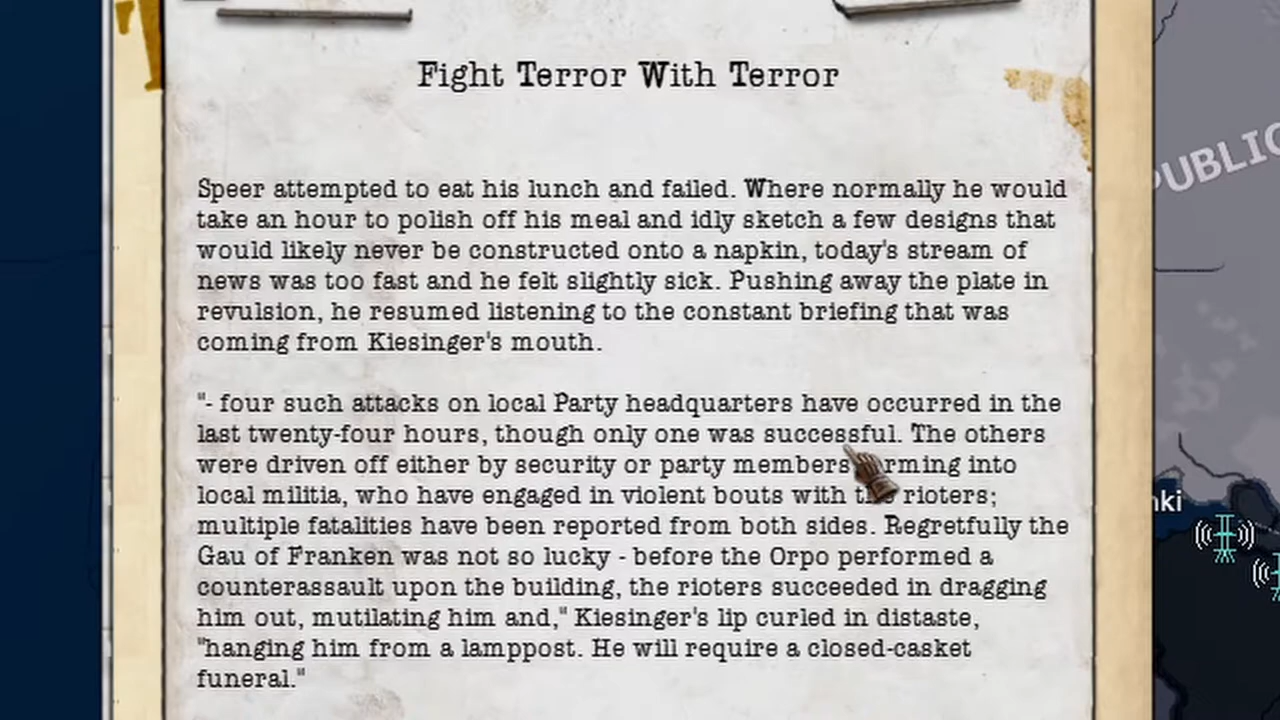 Fight Terror With Terror
PUBLIC
Speer attempted to eat his lunch and failed. Where normally he would
take an hour to polish off his meal and idly sketch a few designs that
would likely never be constructed onto a napkin, today's stream of
news was too fast and he felt slightly sick. Pushing away the plate in
revulsion, he resumed listening to the constant briefing that was
coming from Kiesinger's mouth.
"- four such attacks on local Party headquarters have occurred in the
last twenty-four hours, though only one was successful. The others
were driven off either by security or party members rming into
local militia, who have engaged in violent bouts with the rioters;
multiple fatalities have been reported from both sides. Regretfully the
Gau of Franken was not so lucky - before the Orpo performed a
counterassault upon the building, the rioters succeeded in dragging
him out, mutilating him and," Kiesinger's lip curled in distaste,
"hanging him from a lamppost. He will require a closed-casket
funeral."
nki